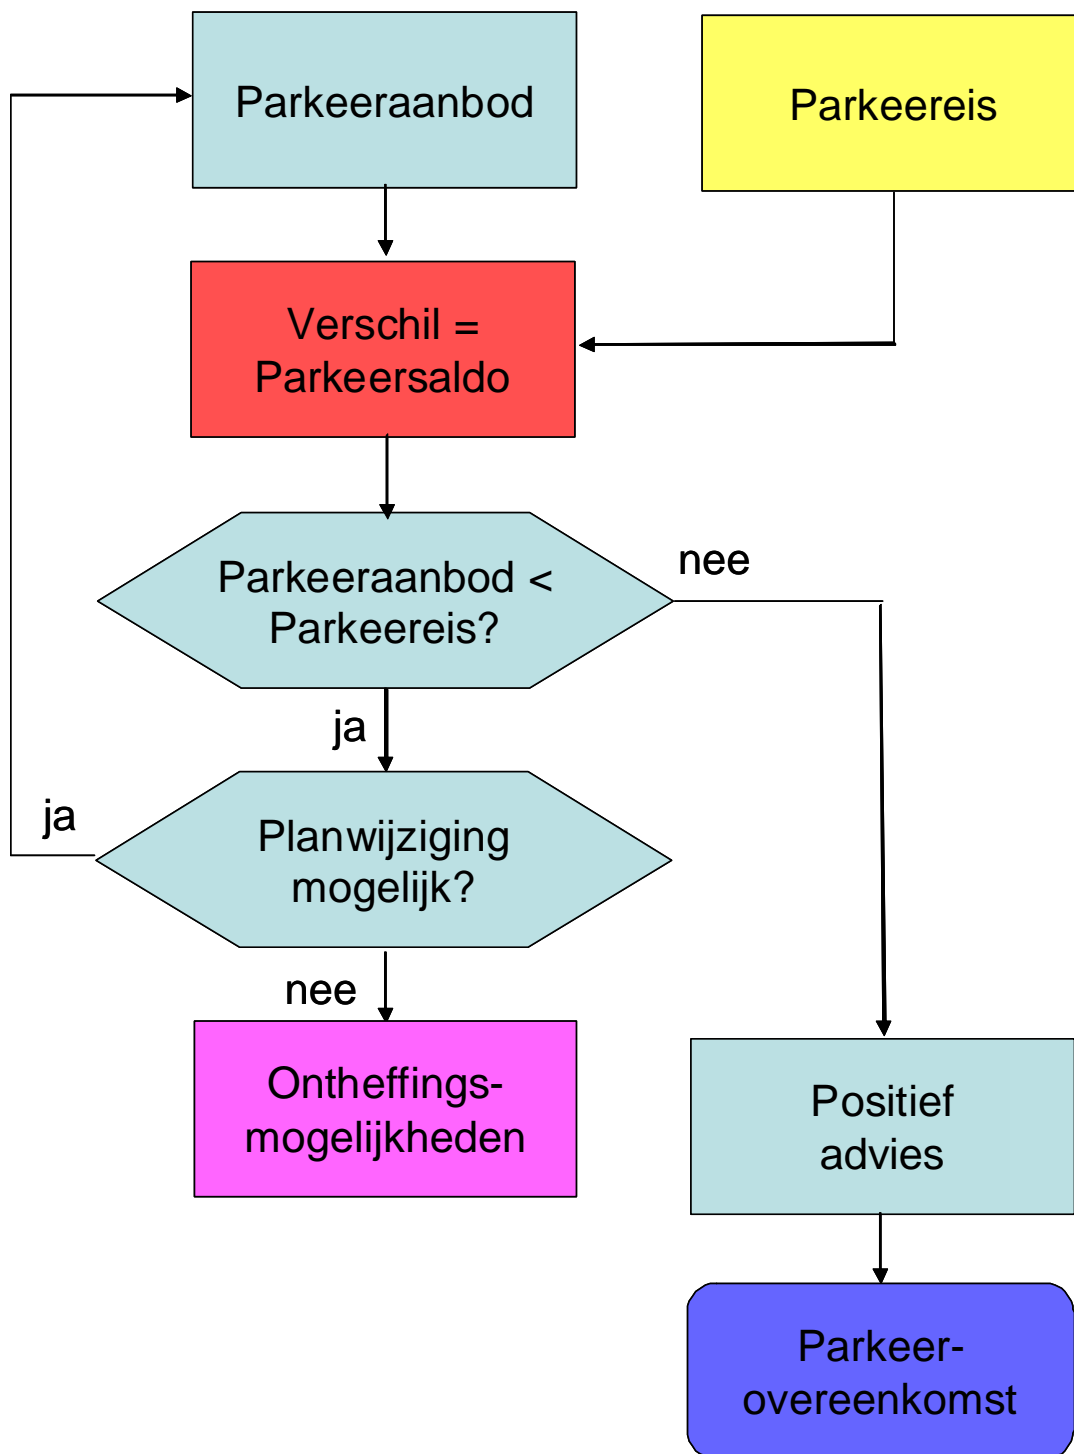 Parkeeraanbod
Parkeereis
Verschil =
Parkeersaldo
Parkeeraanbod <
Parkeereis?
nee
ja
Planwijziging
mogelijk?
ja
nee
Ontheffings-
mogelijkheden
Positief
advies
Parkeer-
overeenkomst